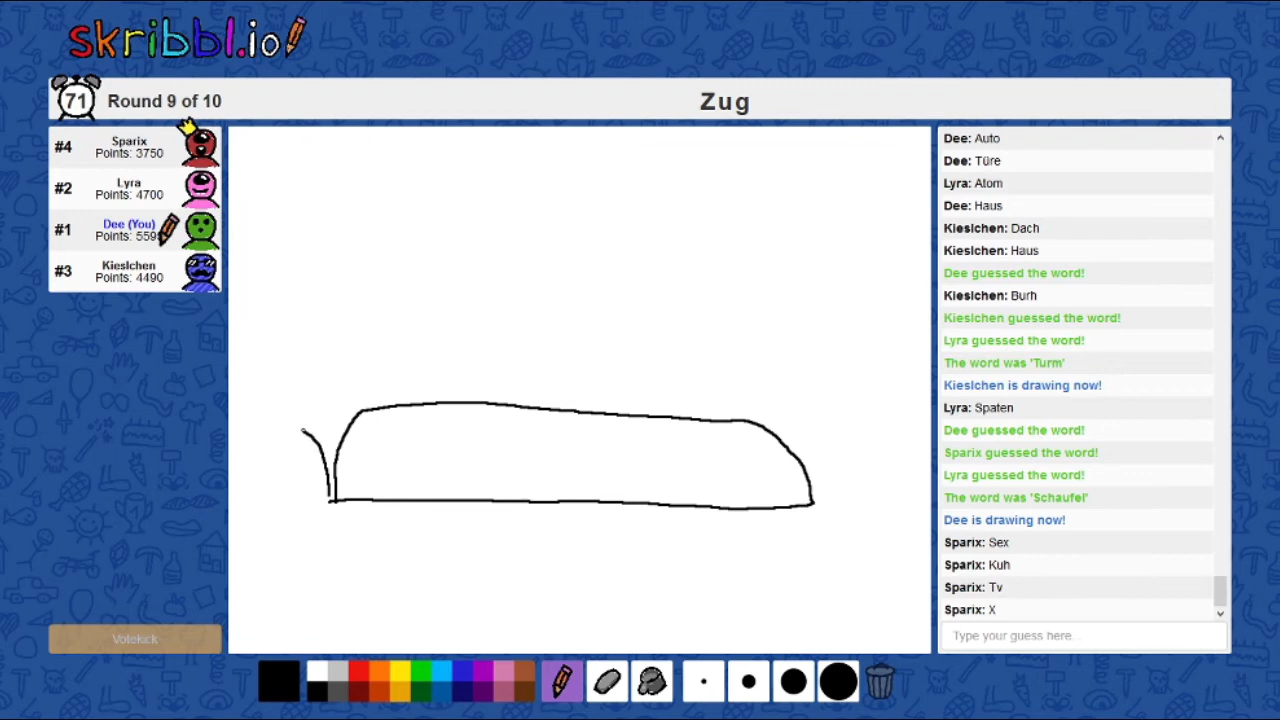 skribbl.io
71
Round 9 of 10
Zug
#4
Sparix
Points: 3750
#2
Lyra
Points: 4700
#1
Dee (You)
Points: 559
#3
Kieslchen
Points: 4490
Votekick
Dee: Auto
Dee: Türe
Lyra: Atom
Dee: Haus
Kieslchen: Dach
Kieslchen: Haus
Dee guessed the word!
Kieslchen: Burh
Kieslchen guessed the word!
Lyra guessed the word!
The word was 'Turm'
Kieslchen is drawing now!
Lyra: Spaten
Dee guessed the word!
Sparix guessed the word!
Lyra guessed the word!
The word was 'Schaufel'
Dee is drawing now!
Sparix: Sex
Sparix: Kuh
Sparix: Tv
Sparix: X
Type your guess here...